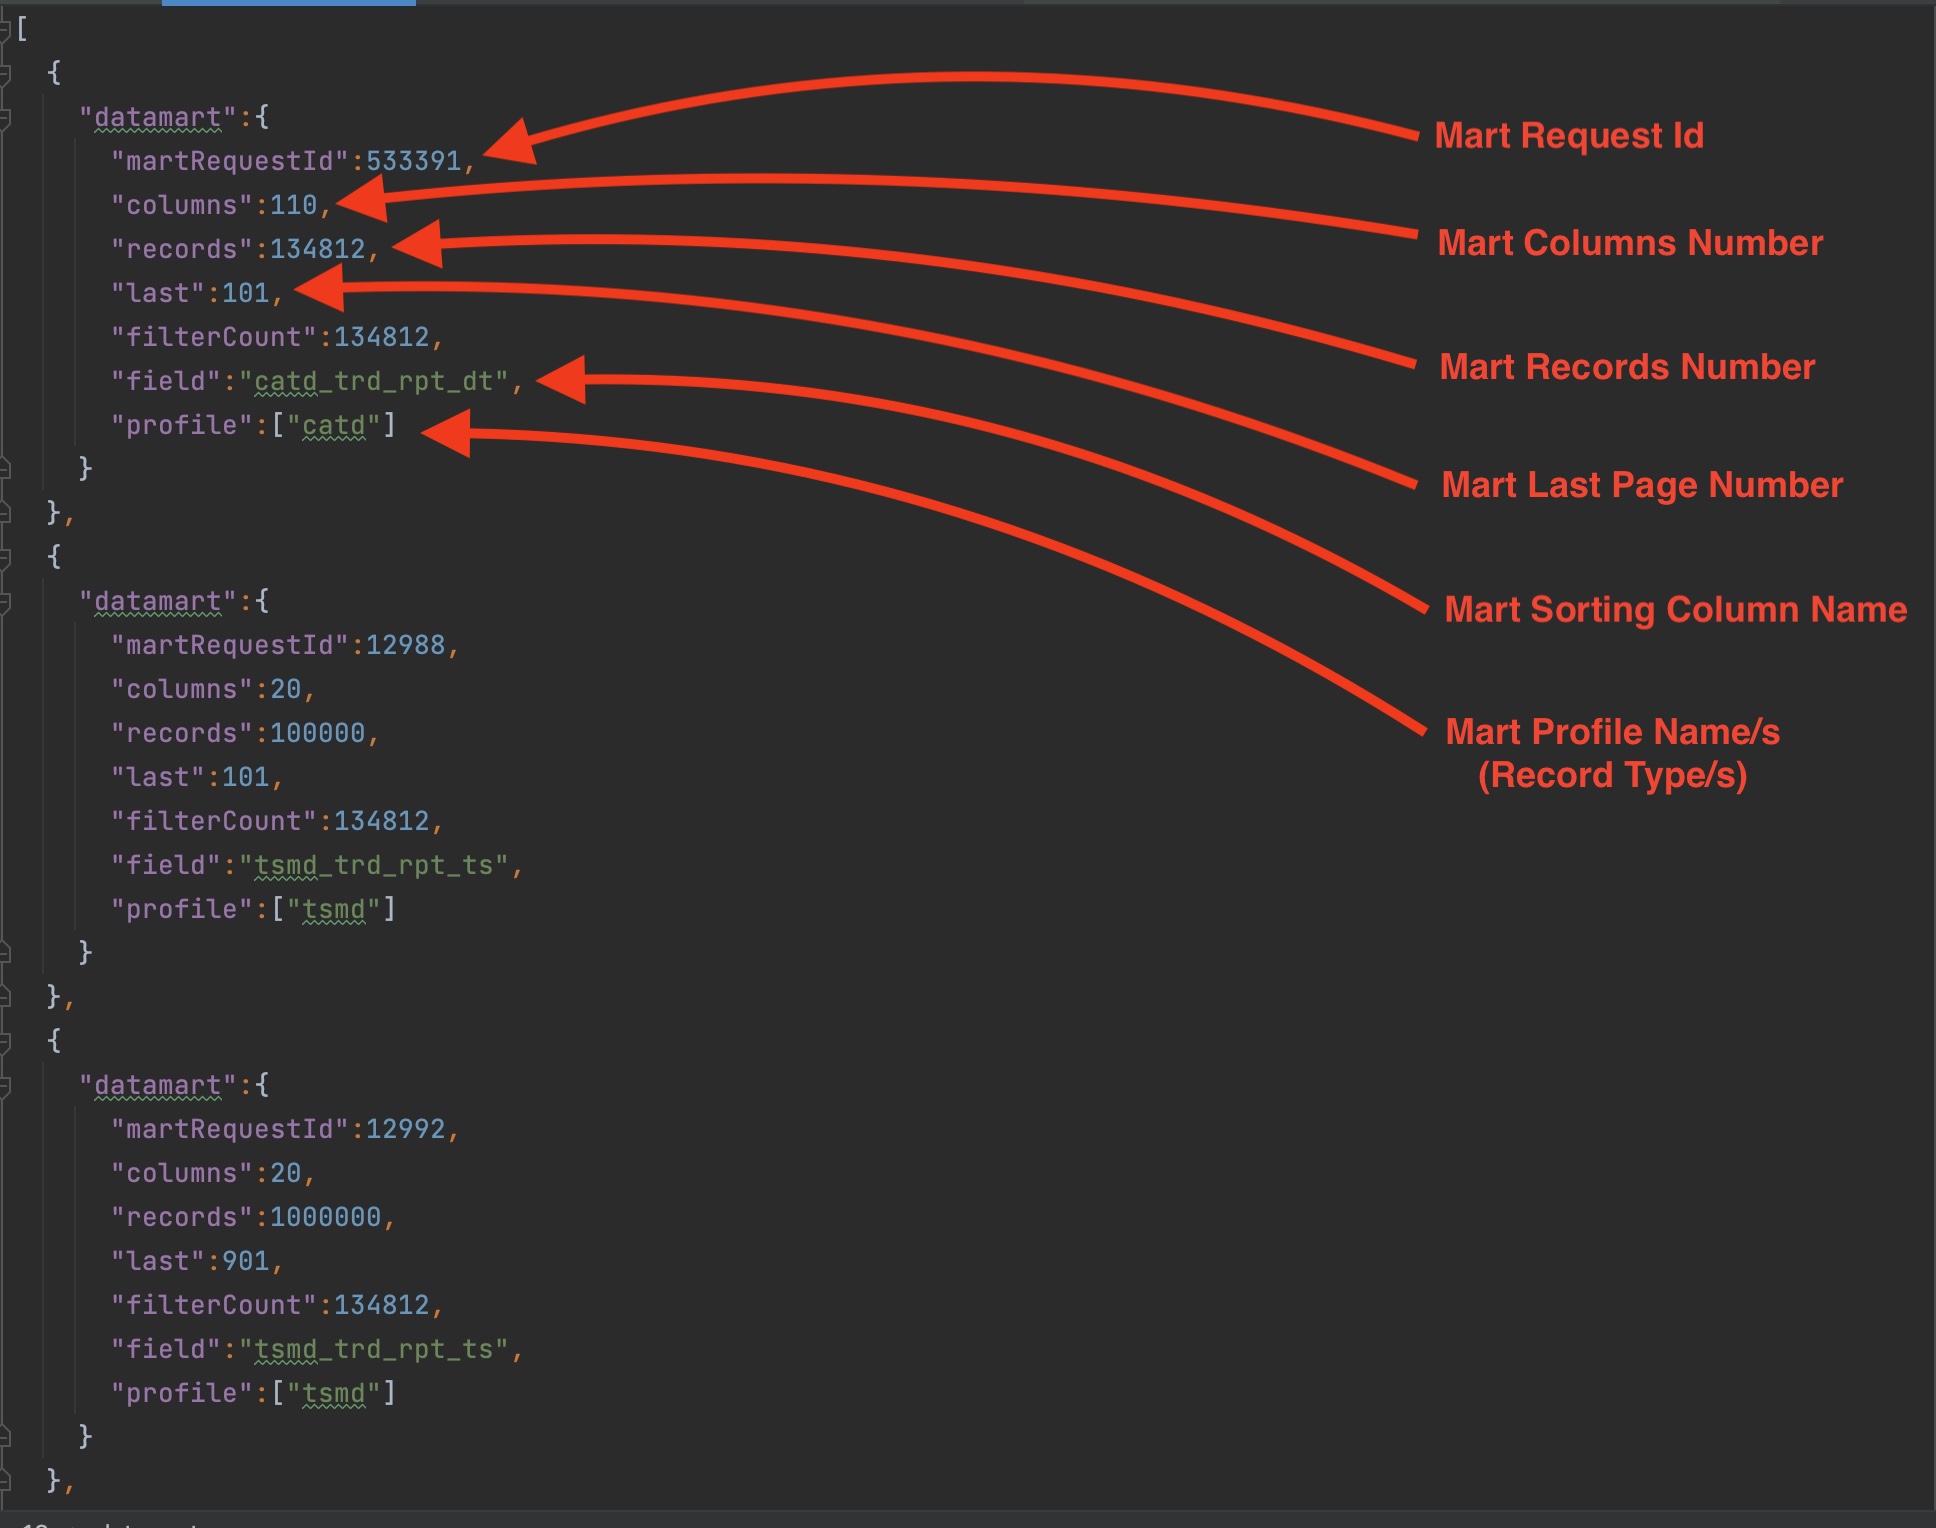 [
{
"datamart":{
"martRequestId":533391,
Mart Request Id
"columns":110,
Mart Columns Number
"records":134812,
Mart Records Number
"last":101,
Mart Last Page Number
"filterCount":134812,
"field":"catd_trd_rpt_dt",
Mart Sorting Column Name
"profile":["catd"]
Mart Profile Name/s
(Record Type/s)
}
},
{
"datamart":{
"martRequestId":12988,
"columns":20,
"records":100000,
"last":101,
"filterCount":134812,
"field":"tsmd_trd_rpt_ts",
"profile":["tsmd"]
}
},
{
"datamart":{
"martRequestId":12992,
"columns":20,
"records":1000000,
"last":901,
"filterCount":134812,
"field":"tsmd_trd_rpt_ts",
"profile":["tsmd"]
}
},